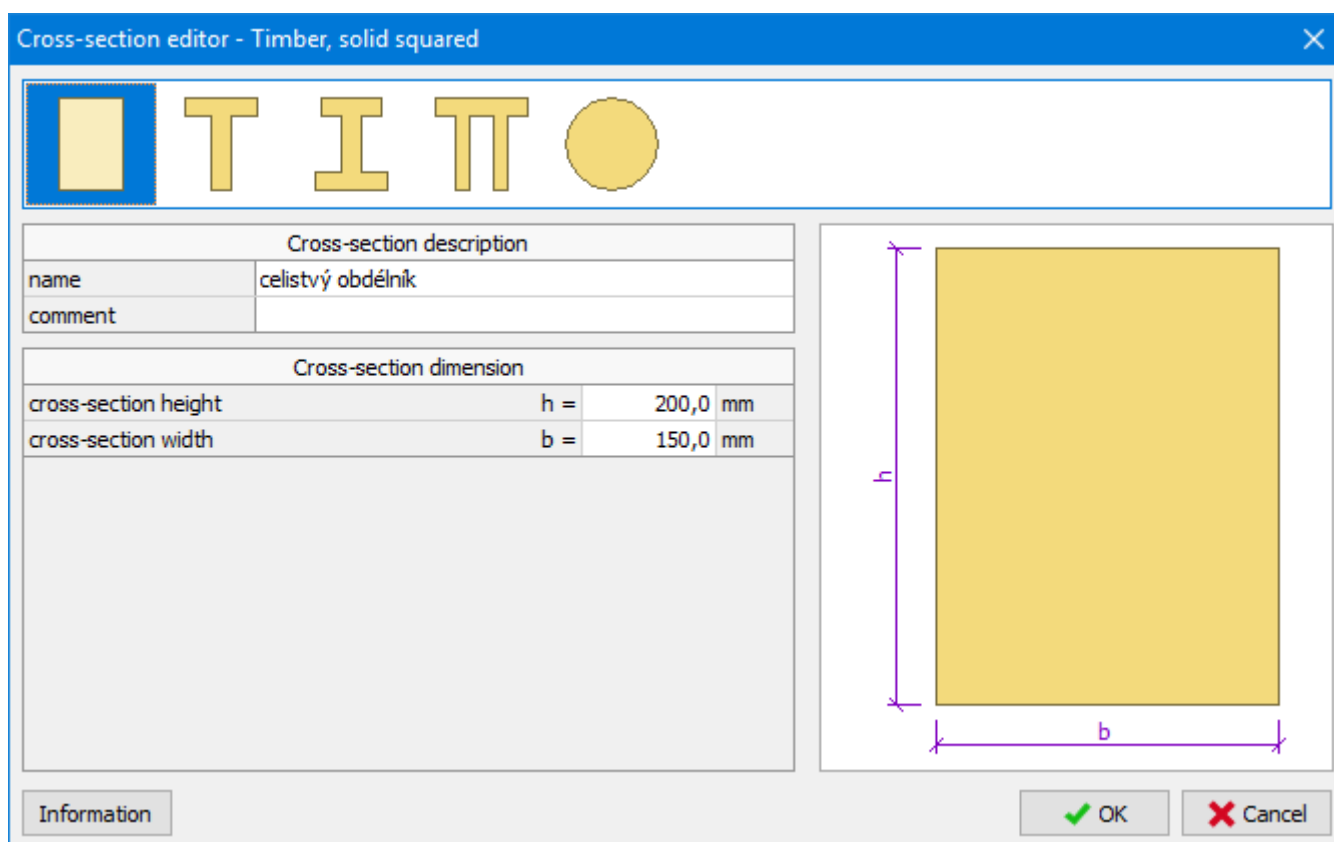 Cross-section editor - Timber, solid squared
Cross-section description
name celistvý obdélník
comment
Cross-section dimension
cross-section height h = 200,0 mm
cross-section width b = 150,0 mm
h
b
Information
OK
Cancel